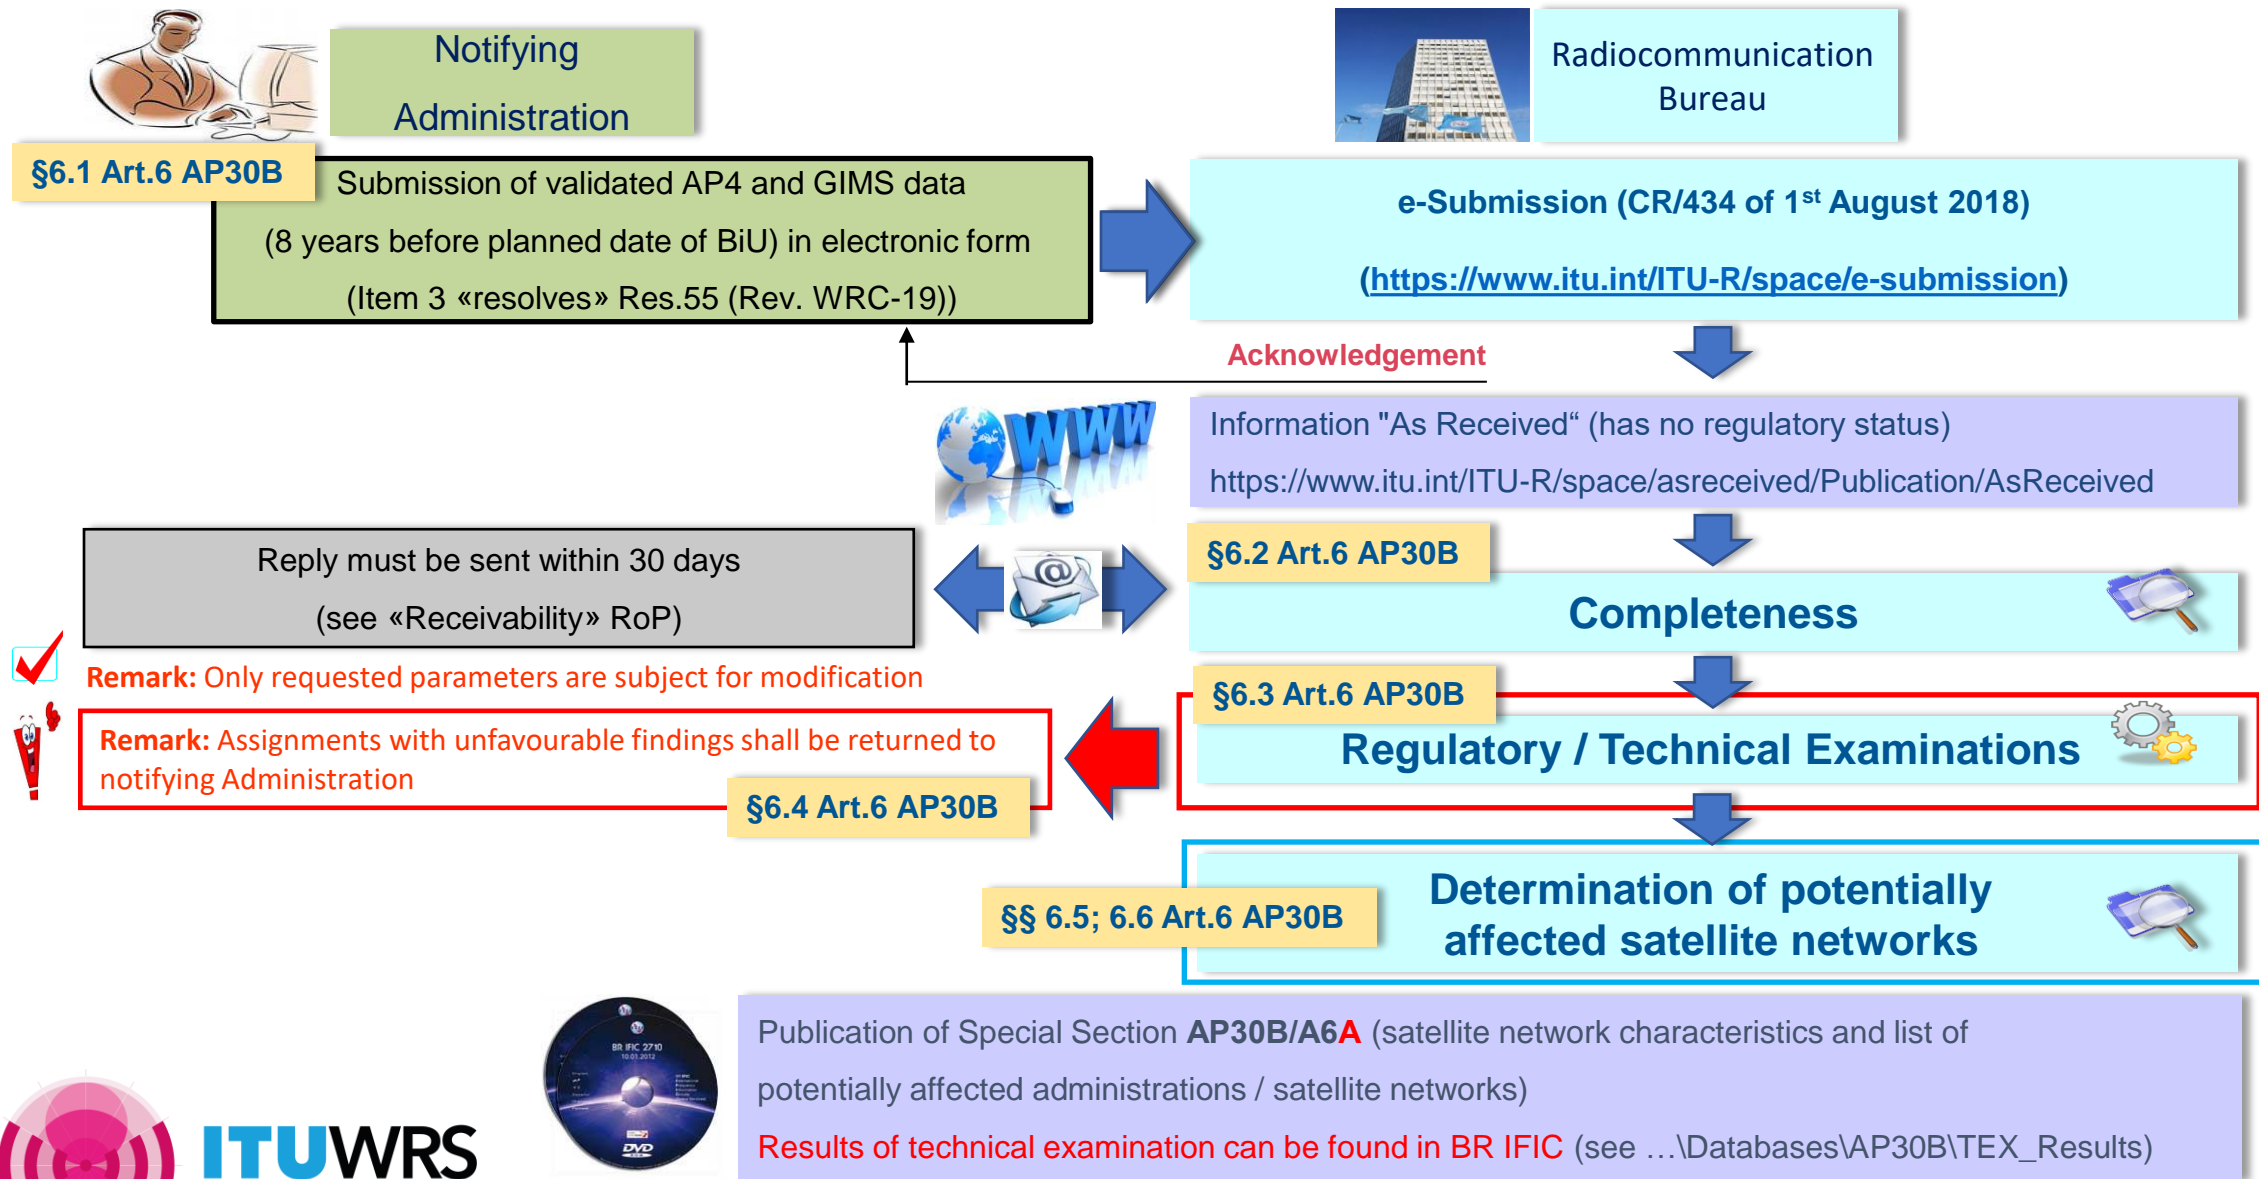 Notifying
Administration
Radiocommunication
Bureau
§6.1 Art.6 AP30B
Submission of validated AP4 and GIMS data
(8 years before planned date of BiU) in electronic form
(Item 3 «resolves» Res.55 (Rev. WRC-19))
e-Submission (CR/434 of 1st August 2018)
(https://www.itu.int/ITU-R/space/e-submission)
Acknowledgement
WWW
Information "As Received“ (has no regulatory status)
https://www.itu.int/ITU-R/space/asreceived/Publication/AsReceived
Reply must be sent within 30 days
(see «Receivability» RoP)
@
§6.2 Art.6 AP30B
Completeness
Remark: Only requested parameters are subject for modification
§6.3 Art.6 AP30B
Regulatory / Technical Examinations
Remark: Assignments with unfavourable findings shall be returned to
notifying Administration
§6.4 Art.6 AP30B
§§ 6.5; 6.6 Art.6 AP30B
Determination of potentially
affected satellite networks
BR IFIC 2710
10.01.2012
DVD
Publication of Special Section AP30B/A6A (satellite network characteristics and list of
potentially affected administrations / satellite networks)
Results of technical examination can be found in BR IFIC (see …\Databases\AP30B\TEX_Results)
ITUWRS